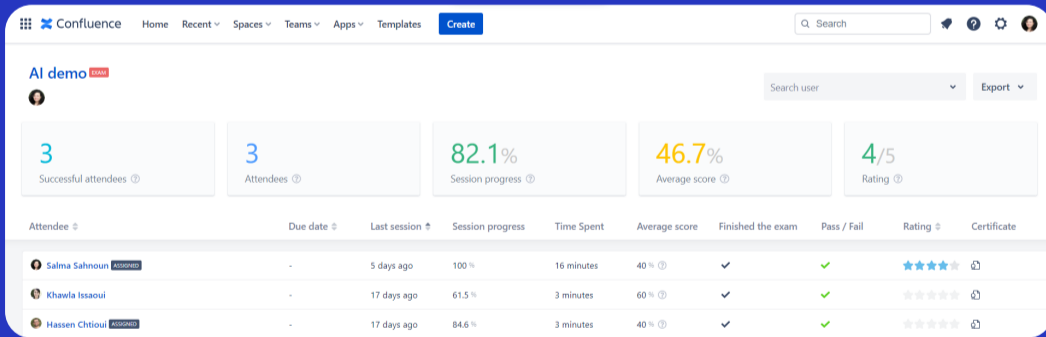 Confluence Home Recent Spaces Teams Apps Templates Create Search
AI demo EXAM
Search user Export
3 3 82.1% 46.7% 4/5
Successful attendees Attendees Session progress Average score Rating
Attendee Due date Last session Session progress Time Spent Average score Finished the exam Pass / Fail Rating Certificate
Salma Sahnoun ASSIGNED - 5 days ago 100 % 16 minutes 40 %
Khawla Issaoui - 17 days ago 61.5 % 3 minutes 60 %
Hassen Chtioui ASSIGNED - 17 days ago 84.6 % 3 minutes 40 %